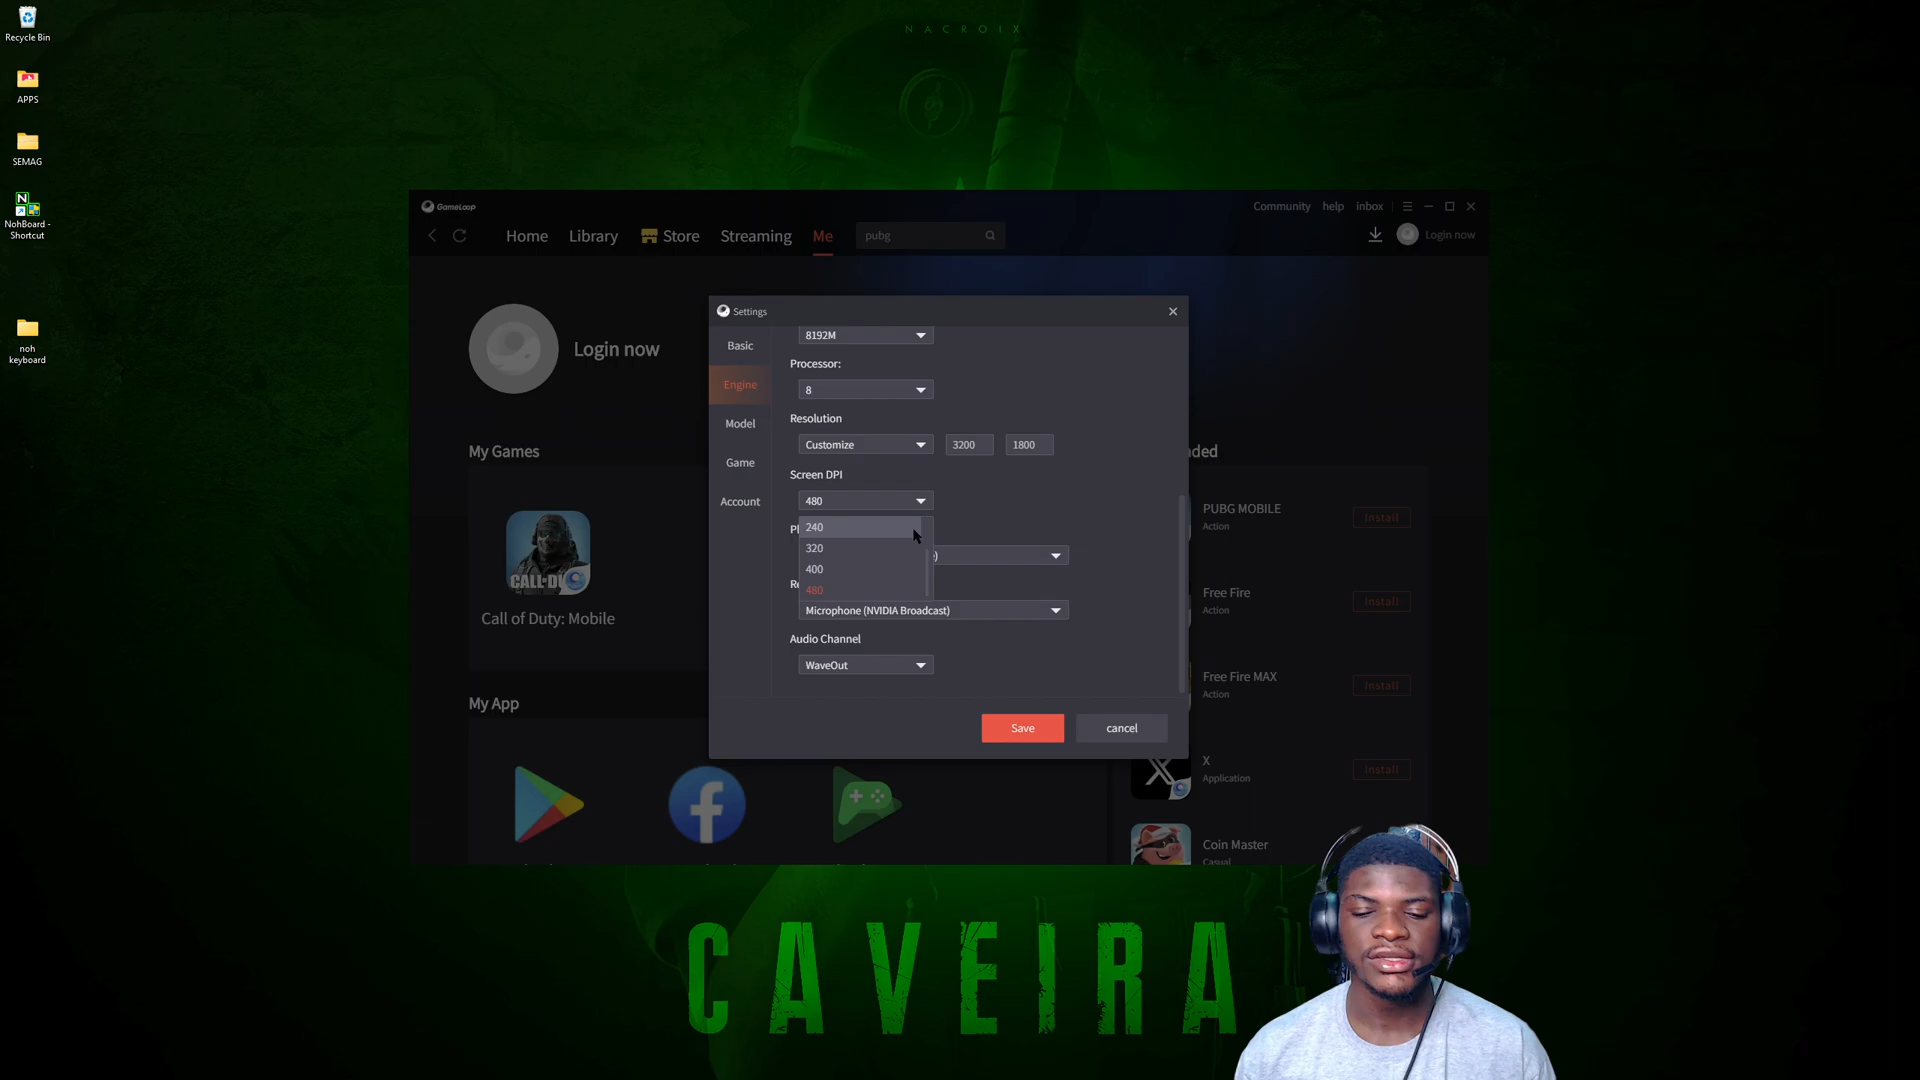 NACROIX
Recycle Bin
APPS
SEMAG
NohBoard - Shortcut
noh keyboard
GameLoop
Community help inbox
Home Library Store Streaming Me
pubg
Login now
Login now
My Games
CALL OF DUTY
Call of Duty: Mobile
My App
Settings
Basic
Engine
Model
Game
Account
8192M
Processor:
8
Resolution
Customize 3200 1800
Screen DPI
480
240
320
400
480
Microphone (NVIDIA Broadcast)
Audio Channel
WaveOut
Save cancel
PUBG MOBILE
Action
Install
Free Fire
Action
Install
Free Fire MAX
Action
Install
X
Application
Install
Coin Master
Casual
CAVEIRA